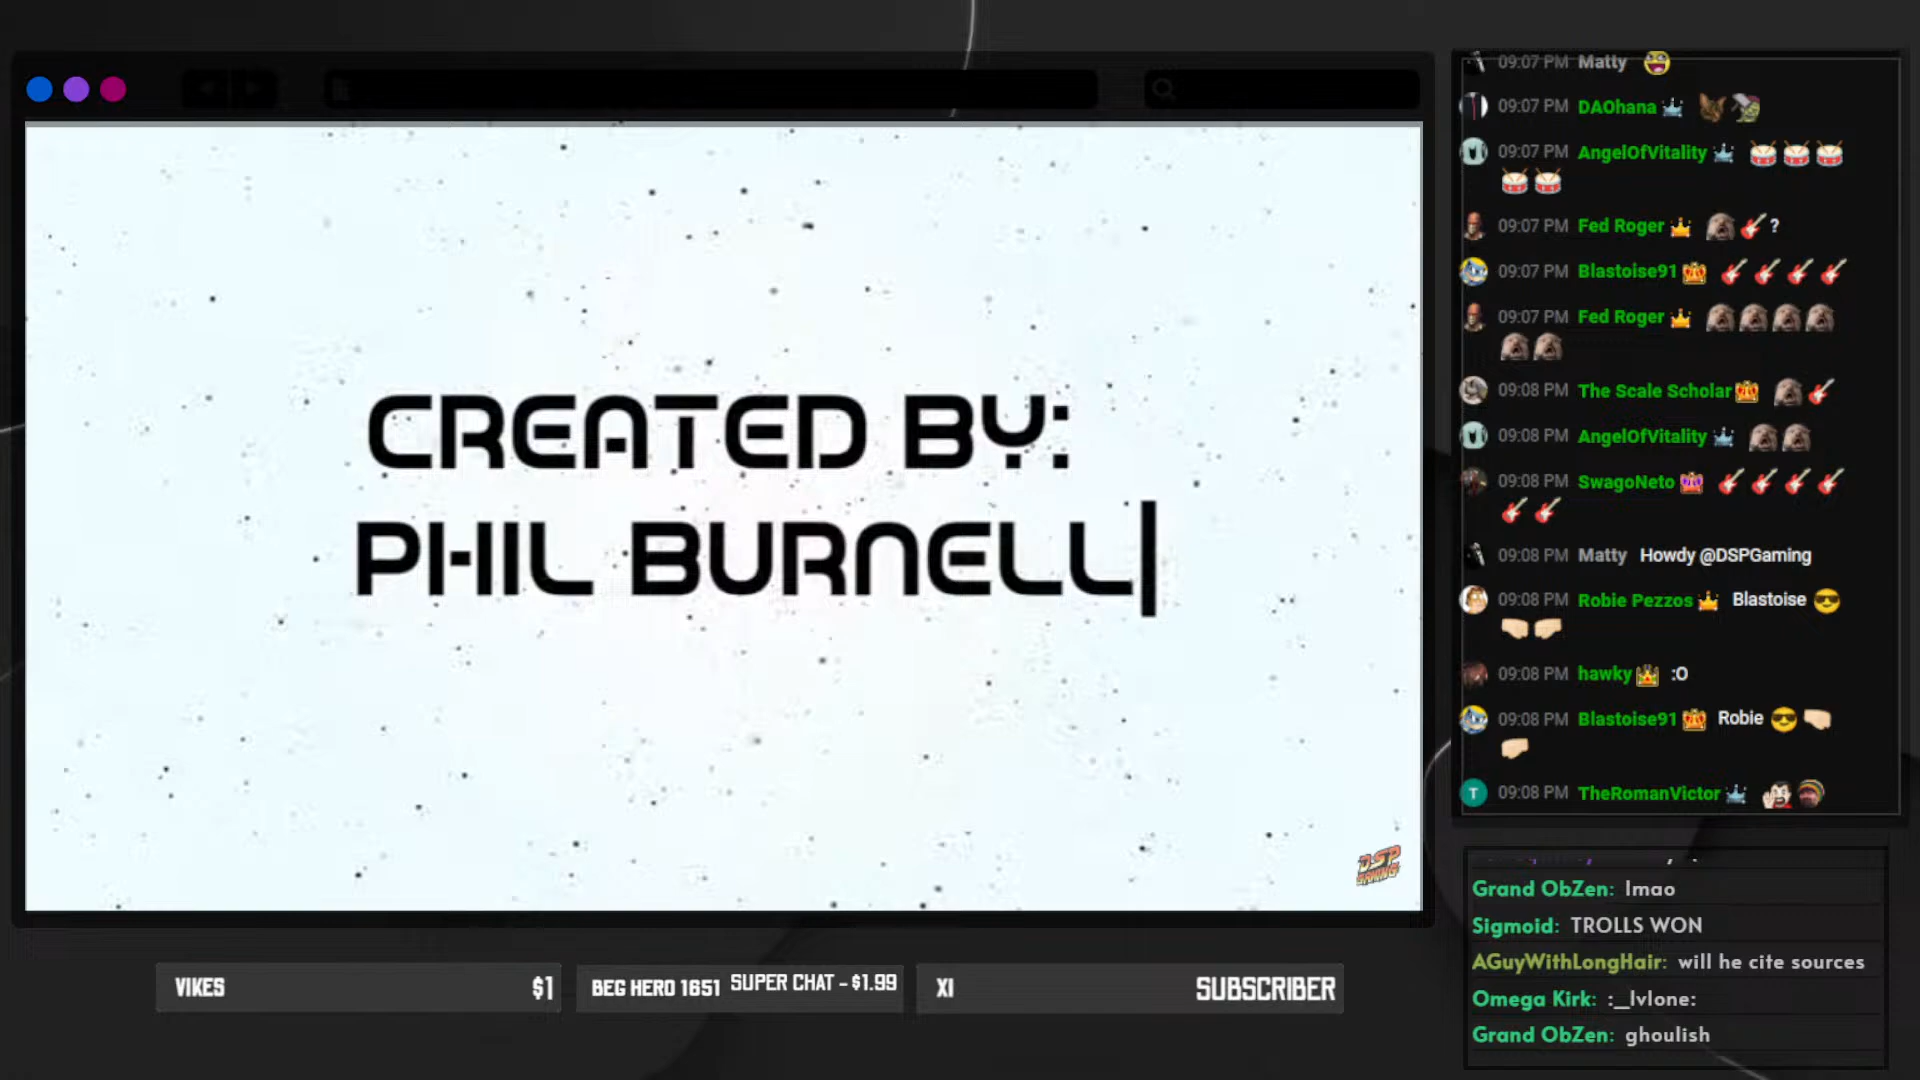 CREATED BY:
PHIL BURNELL
DSP
GAMING
VIKES $1
BEG HERO 1651 SUPER CHAT - $1.99
XI SUBSCRIBER
09:07 PM Matty
09:07 PM DAOhana
09:07 PM AngelOfVitality
09:07 PM Fed Roger ?
09:07 PM Blastoise91
09:07 PM Fed Roger
09:08 PM The Scale Scholar
09:08 PM AngelOfVitality
09:08 PM SwagoNeto
09:08 PM Matty Howdy @DSPGaming
09:08 PM Robie Pezzos Blastoise
09:08 PM hawky :O
09:08 PM Blastoise91 Robie
T 09:08 PM TheRomanVictor
Grand ObZen: lmao
Sigmoid: TROLLS WON
AGuyWithLongHair: will he cite sources
Omega Kirk: :__lvlone:
Grand ObZen: ghoulish